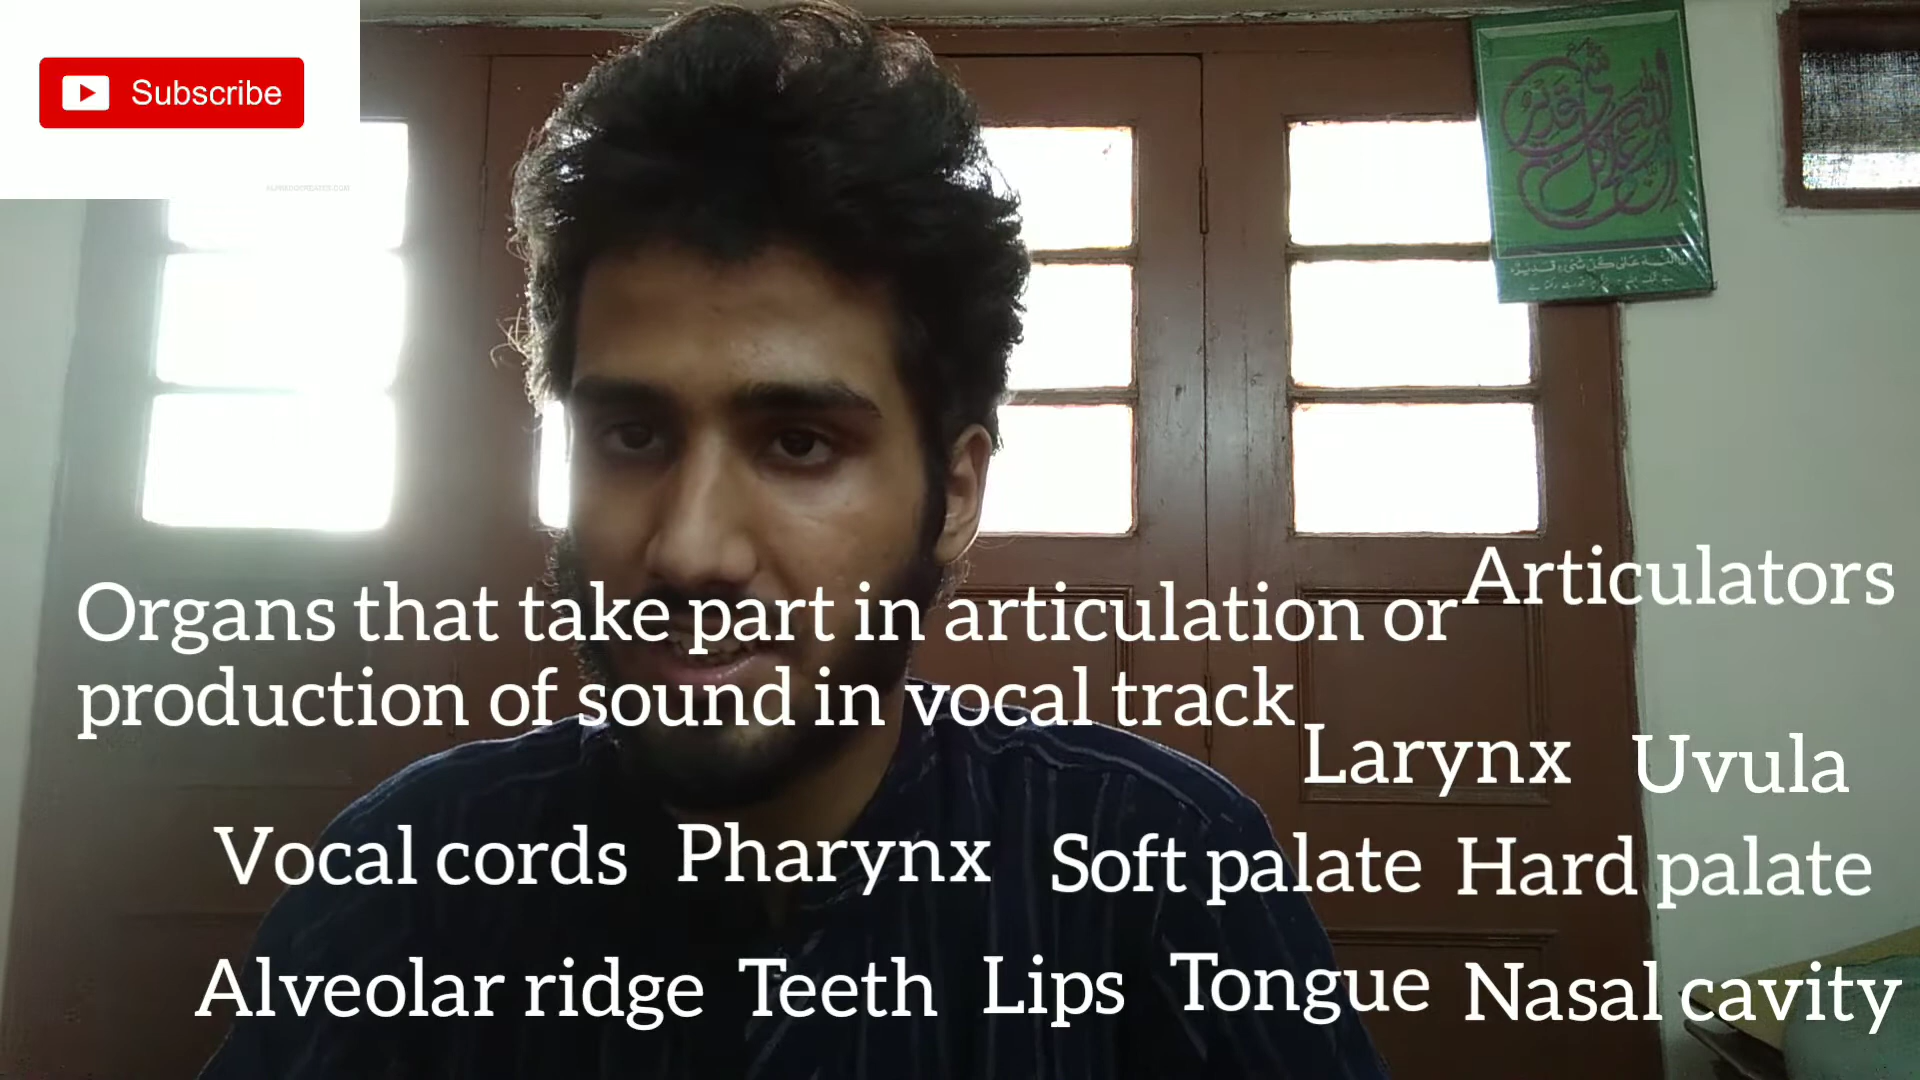 Subscribe
Articulators
Organs that take part in articulation or
production of sound in vocal track
Larynx Uvula
Vocal cords Pharynx Soft palate Hard palate
Alveolar ridge Teeth Lips Tongue Nasal cavity